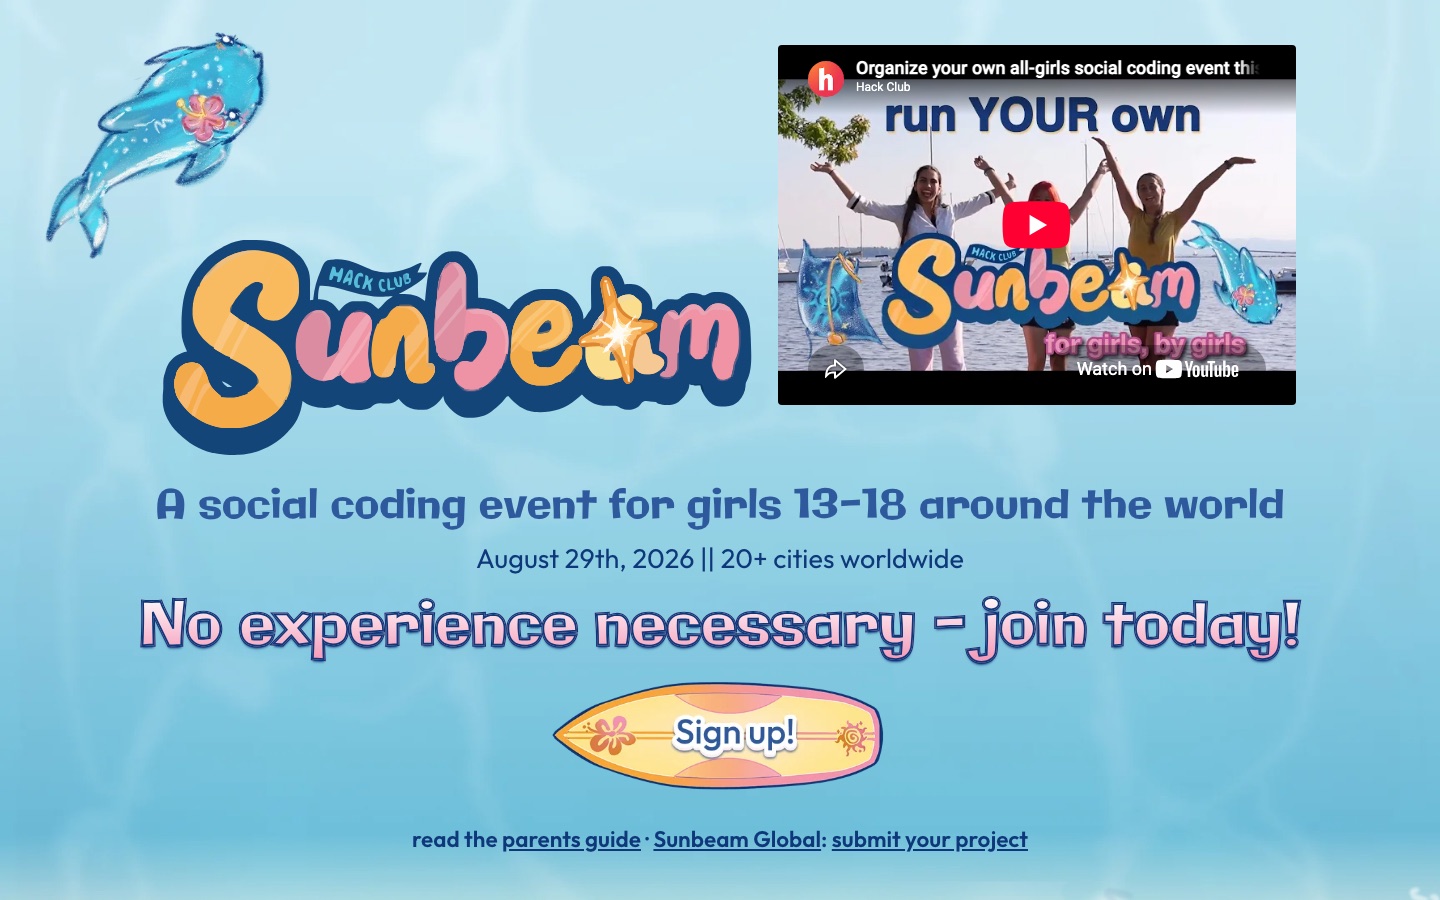 HACK CLUB
Sunbeam
h
Organize your own all-girls social coding event this
Hack Club
run YOUR own
HACK CLUB
Sunbeam
for girls, by girls
Watch on YouTube
A social coding event for girls 13-18 around the world
August 29th, 2026 || 20+ cities worldwide
No experience necessary - join today!
Sign up!
read the parents guide · Sunbeam Global: submit your project